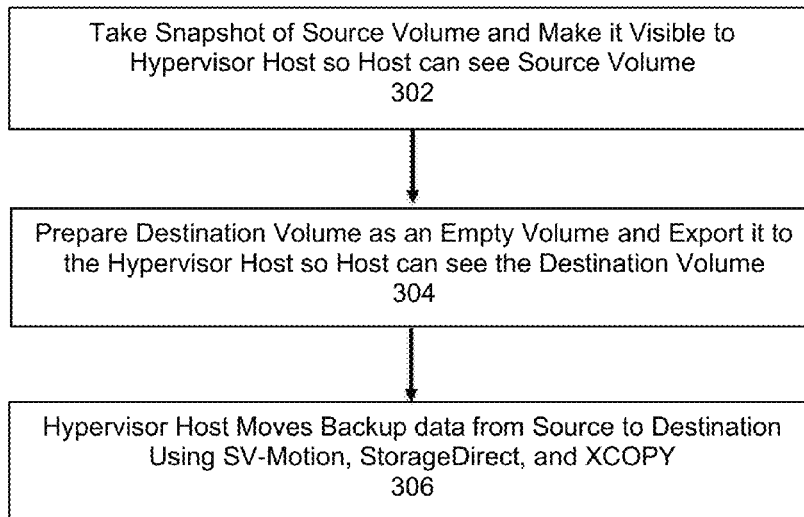 Take Snapshot of Source Volume and Make it Visible to
Hypervisor Host so Host can see Source Volume
302
Prepare Destination Volume as an Empty Volume and Export it to
the Hypervisor Host so Host can see the Destination Volume
304
Hypervisor Host Moves Backup data from Source to Destination
Using SV-Motion, StorageDirect, and XCOPY
306